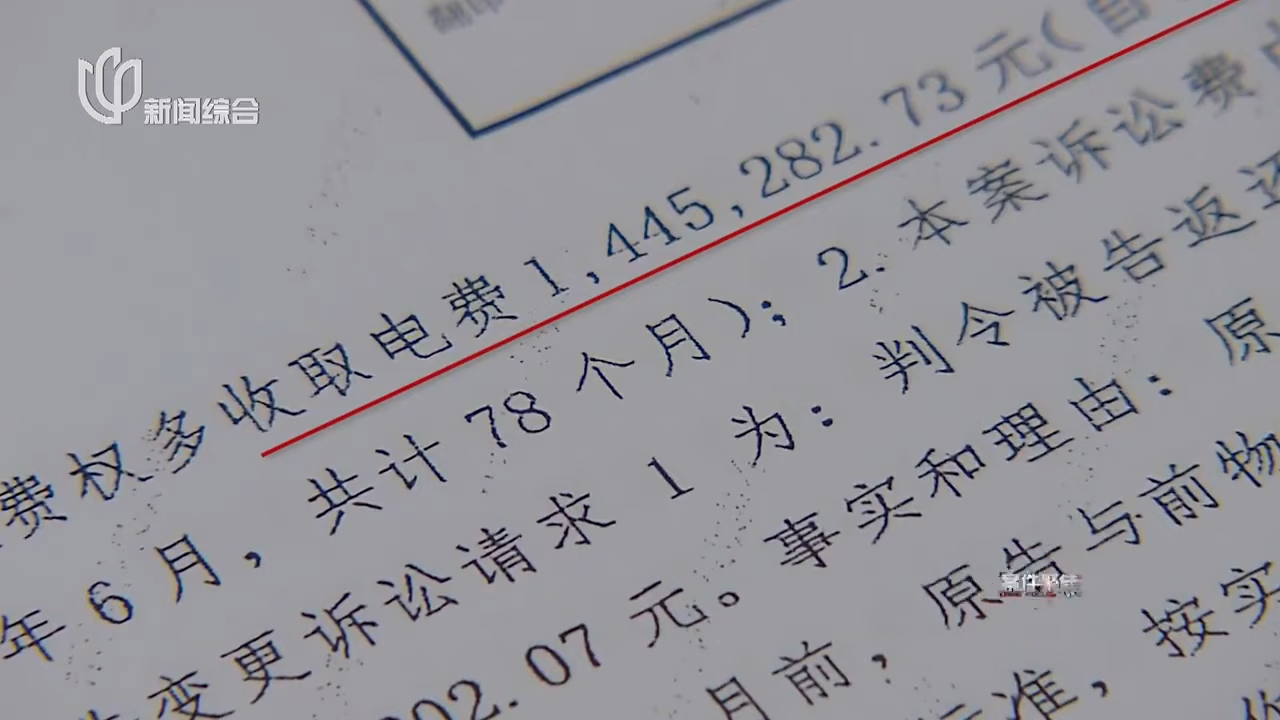 新闻综合
费权多收取电费1,445,282.73元(自
年6月，共计78个月)；2.本案诉讼费
变更诉讼请求1为：判令被告返还
02.07元。事实和理由：原
月前，原告与前物
准，按实
案件聚焦